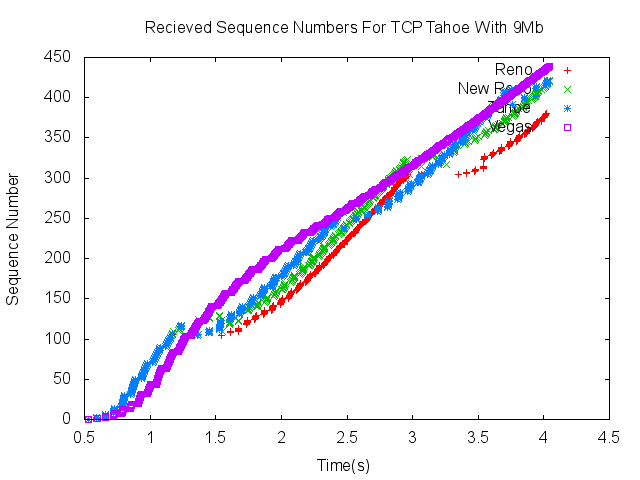 Recieved Sequence Numbers For TCP Tahoe With 9Mb
450
400
350
300
250
200
150
100
50
0
Sequence Number
Reno
New Reno
Tahoe
Vegas
0.5 1 1.5 2 2.5 3 3.5 4 4.5
Time(s)